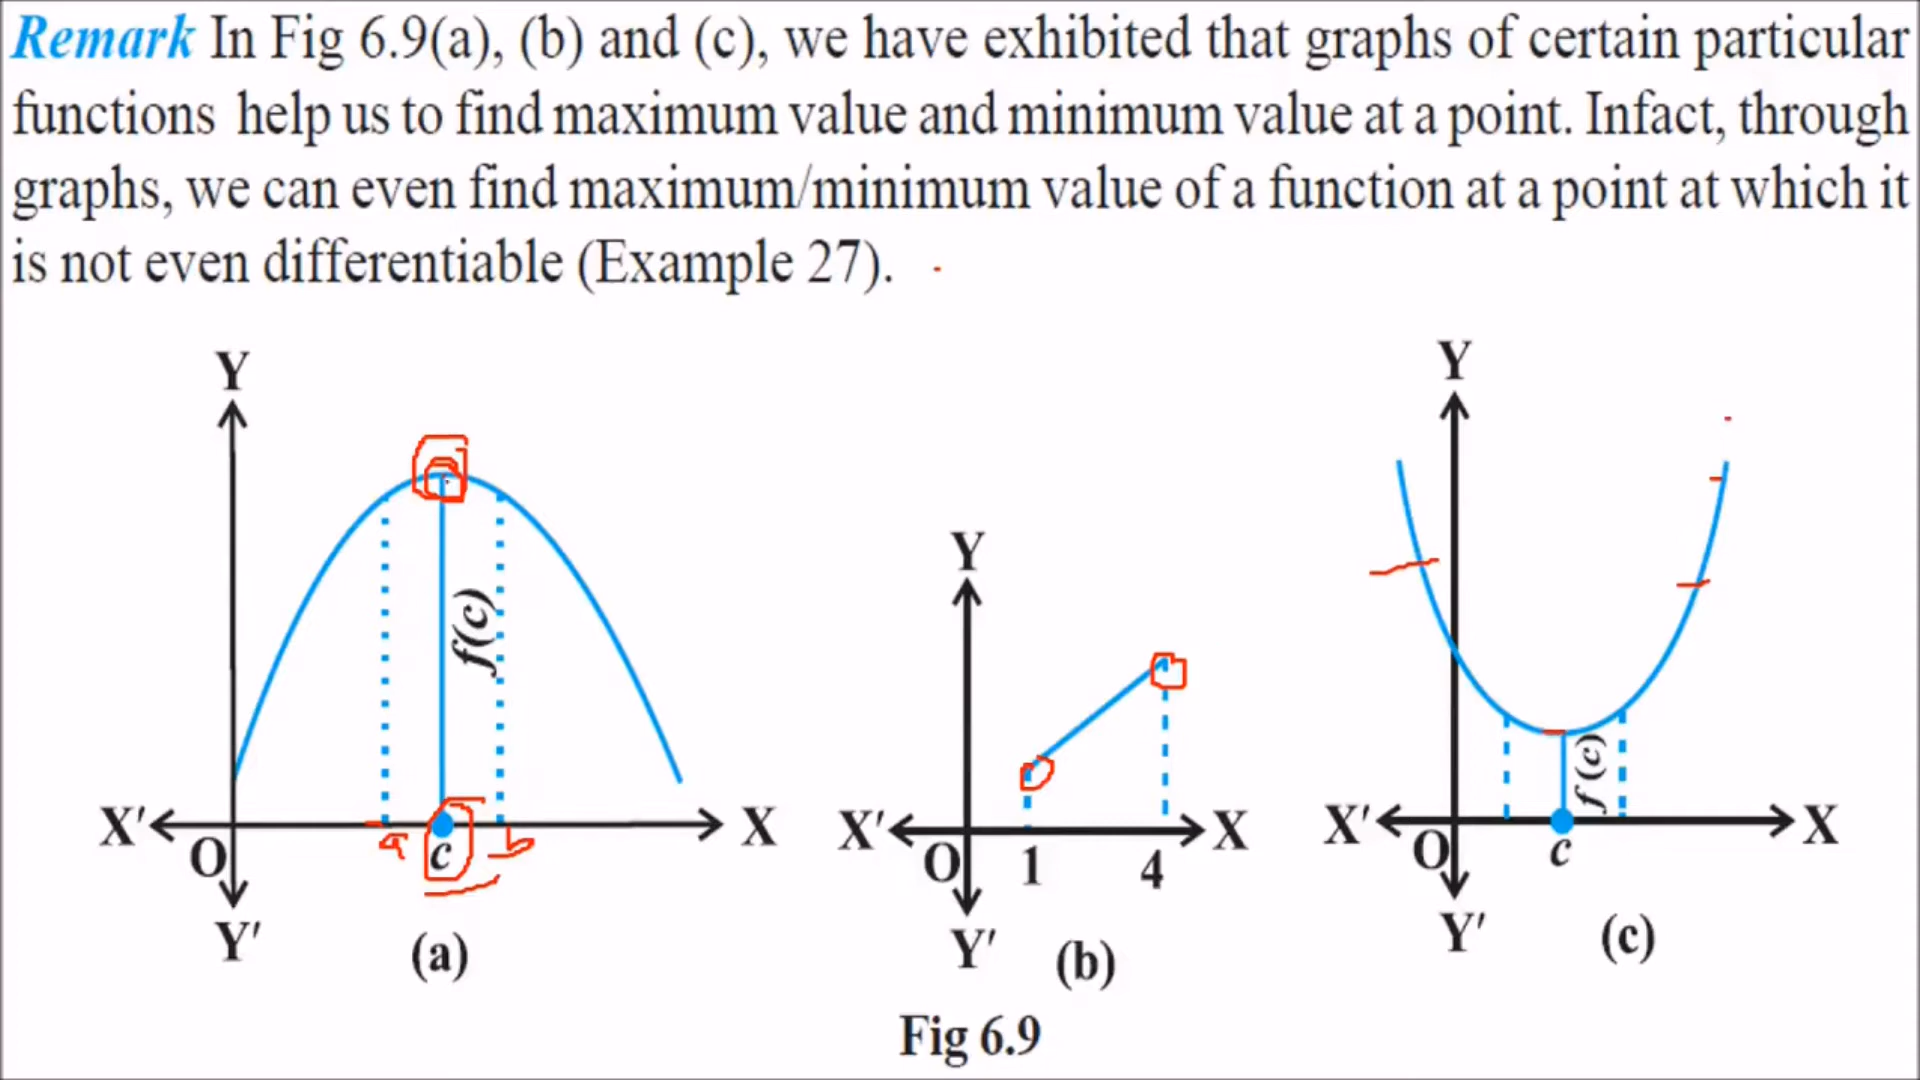 Remark In Fig 6.9(a), (b) and (c), we have exhibited that graphs of certain particular
functions help us to find maximum value and minimum value at a point. Infact, through
graphs, we can even find maximum/minimum value of a function at a point at which it
is not even differentiable (Example 27).
Y
f(c)
X′
O
a
c
b
X
Y′
(a)
Y
X′
O
1
4
X
Y′
(b)
Y
f(c)
X′
O
c
X
Y′
(c)
Fig 6.9